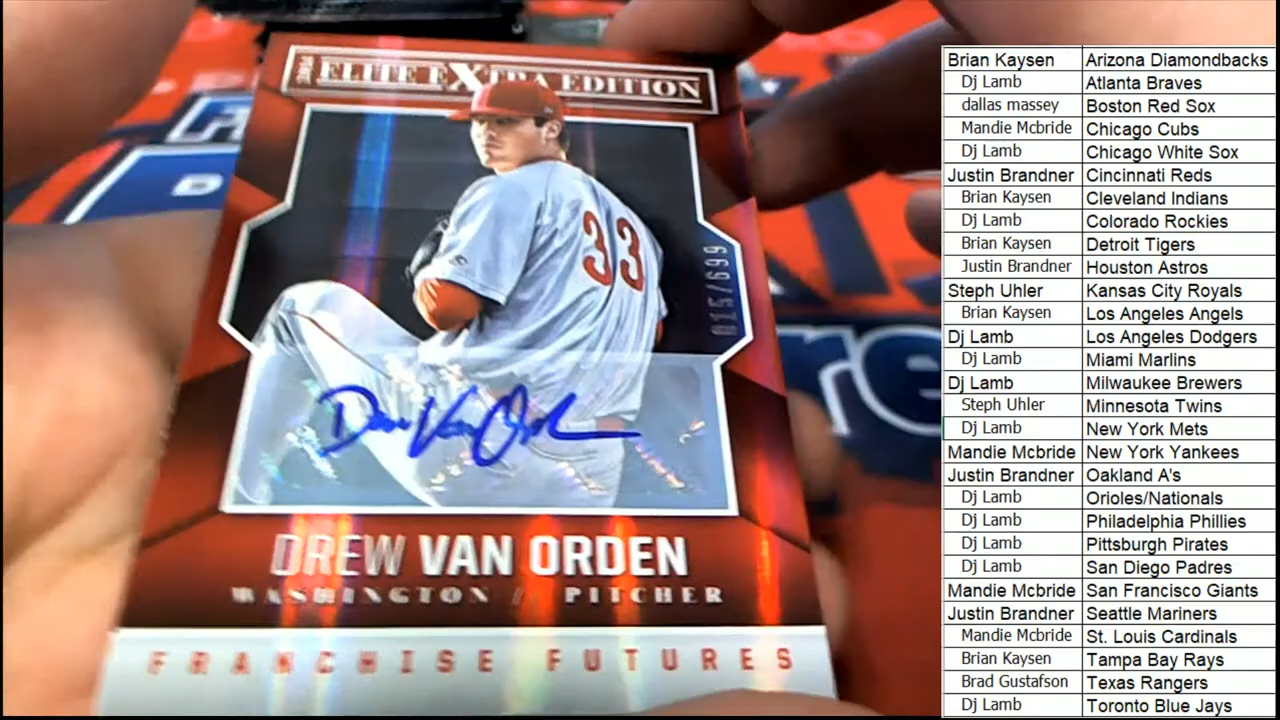 PANINI
ELITE EXTRA EDITION
33
015/699
Drew Van Orden
DREW VAN ORDEN
WASHINGTON / PITCHER
FRANCHISE FUTURES
D
re
Brian Kaysen Arizona Diamondbacks
Dj Lamb Atlanta Braves
dallas massey Boston Red Sox
Mandie Mcbride Chicago Cubs
Dj Lamb Chicago White Sox
Justin Brandner Cincinnati Reds
Brian Kaysen Cleveland Indians
Dj Lamb Colorado Rockies
Brian Kaysen Detroit Tigers
Justin Brandner Houston Astros
Steph Uhler Kansas City Royals
Brian Kaysen Los Angeles Angels
Dj Lamb Los Angeles Dodgers
Dj Lamb Miami Marlins
Dj Lamb Milwaukee Brewers
Steph Uhler Minnesota Twins
Dj Lamb New York Mets
Mandie Mcbride New York Yankees
Justin Brandner Oakland A's
Dj Lamb Orioles/Nationals
Dj Lamb Philadelphia Phillies
Dj Lamb Pittsburgh Pirates
Dj Lamb San Diego Padres
Mandie Mcbride San Francisco Giants
Justin Brandner Seattle Mariners
Mandie Mcbride St. Louis Cardinals
Brian Kaysen Tampa Bay Rays
Brad Gustafson Texas Rangers
Dj Lamb Toronto Blue Jays